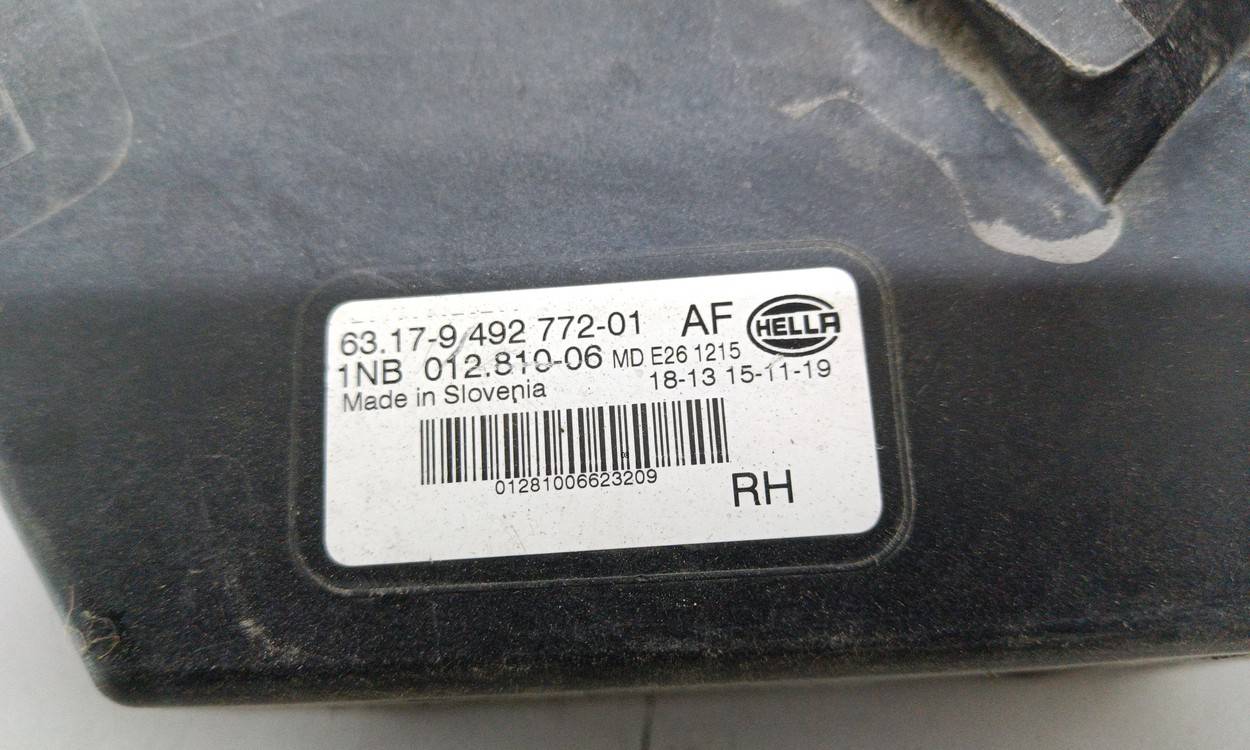 63.17-9 492 772-01 AF HELLA
1NB 012.810-06 MD E26 1215
Made in Slovenia 18-13 15-11-19
01281006623209
RH